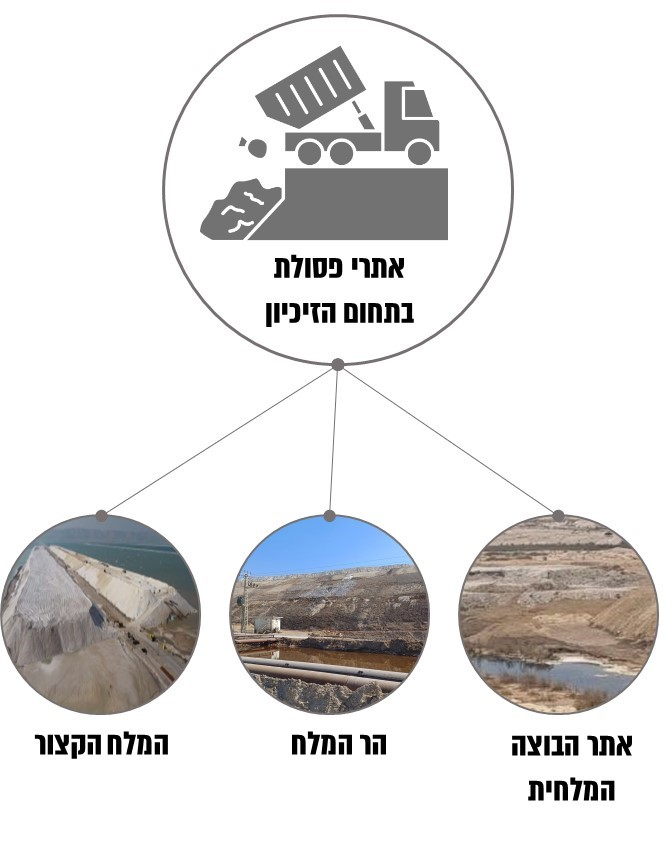 אתרי פסולת
בתחום הזיכיון
אתר הבוצה
המלחית
הר המלח
המלח הקצור